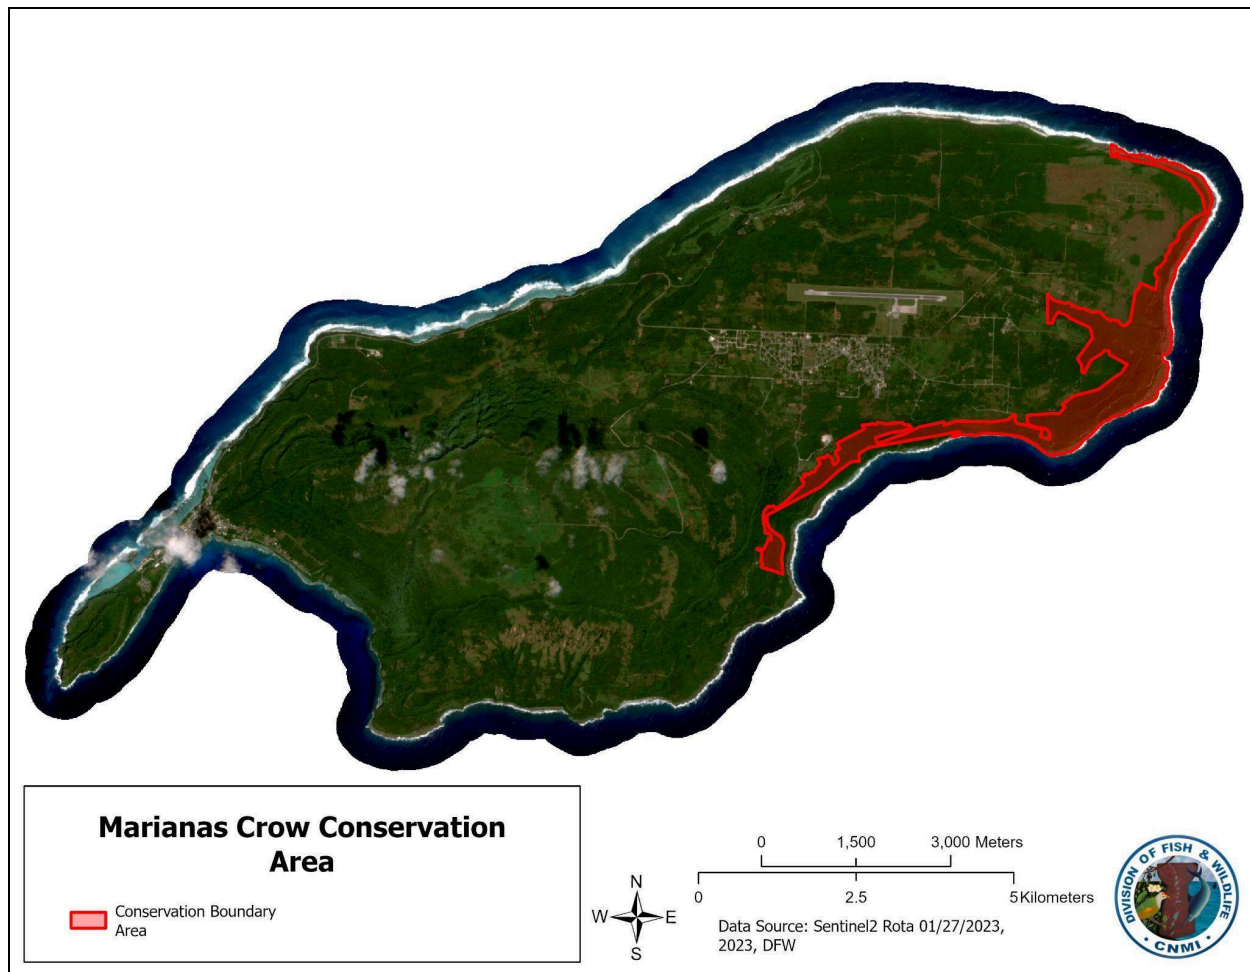 Marianas Crow Conservation
Area
Conservation Boundary
Area
N
W E
S
0 1,500 3,000 Meters
0 2.5 5 Kilometers
Data Source: Sentinel2 Rota 01/27/2023,
2023, DFW
DIVISION OF FISH & WILDLIFE
· CNMI ·